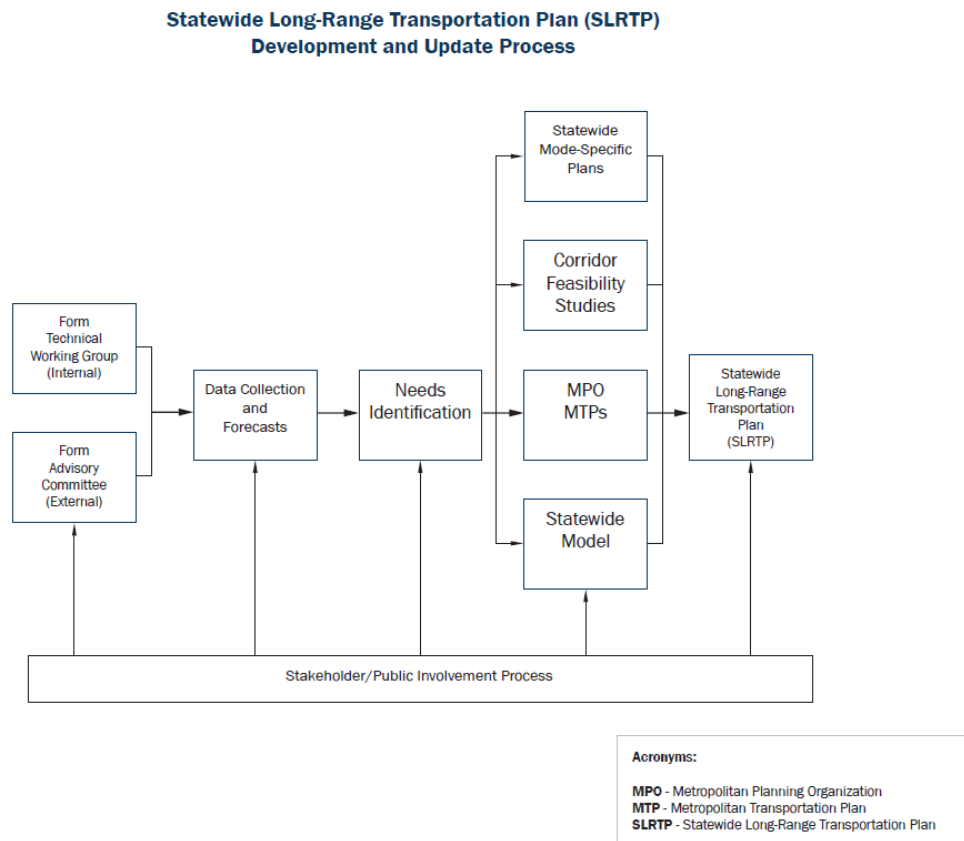 Statewide Long-Range Transportation Plan (SLRTP)
Development and Update Process
Statewide
Mode-Specific
Plans
Corridor
Feasibility
Studies
Form
Technical
Working Group
(Internal)
Data Collection
and
Forecasts
Needs
Identification
MPO
MTPs
Statewide
Long-Range
Transportation
Plan
(SLRTP)
Form
Advisory
Committee
(External)
Statewide
Model
Stakeholder/Public Involvement Process
Acronyms:
MPO - Metropolitan Planning Organization
MTP - Metropolitan Transportation Plan
SLRTP - Statewide Long-Range Transportation Plan